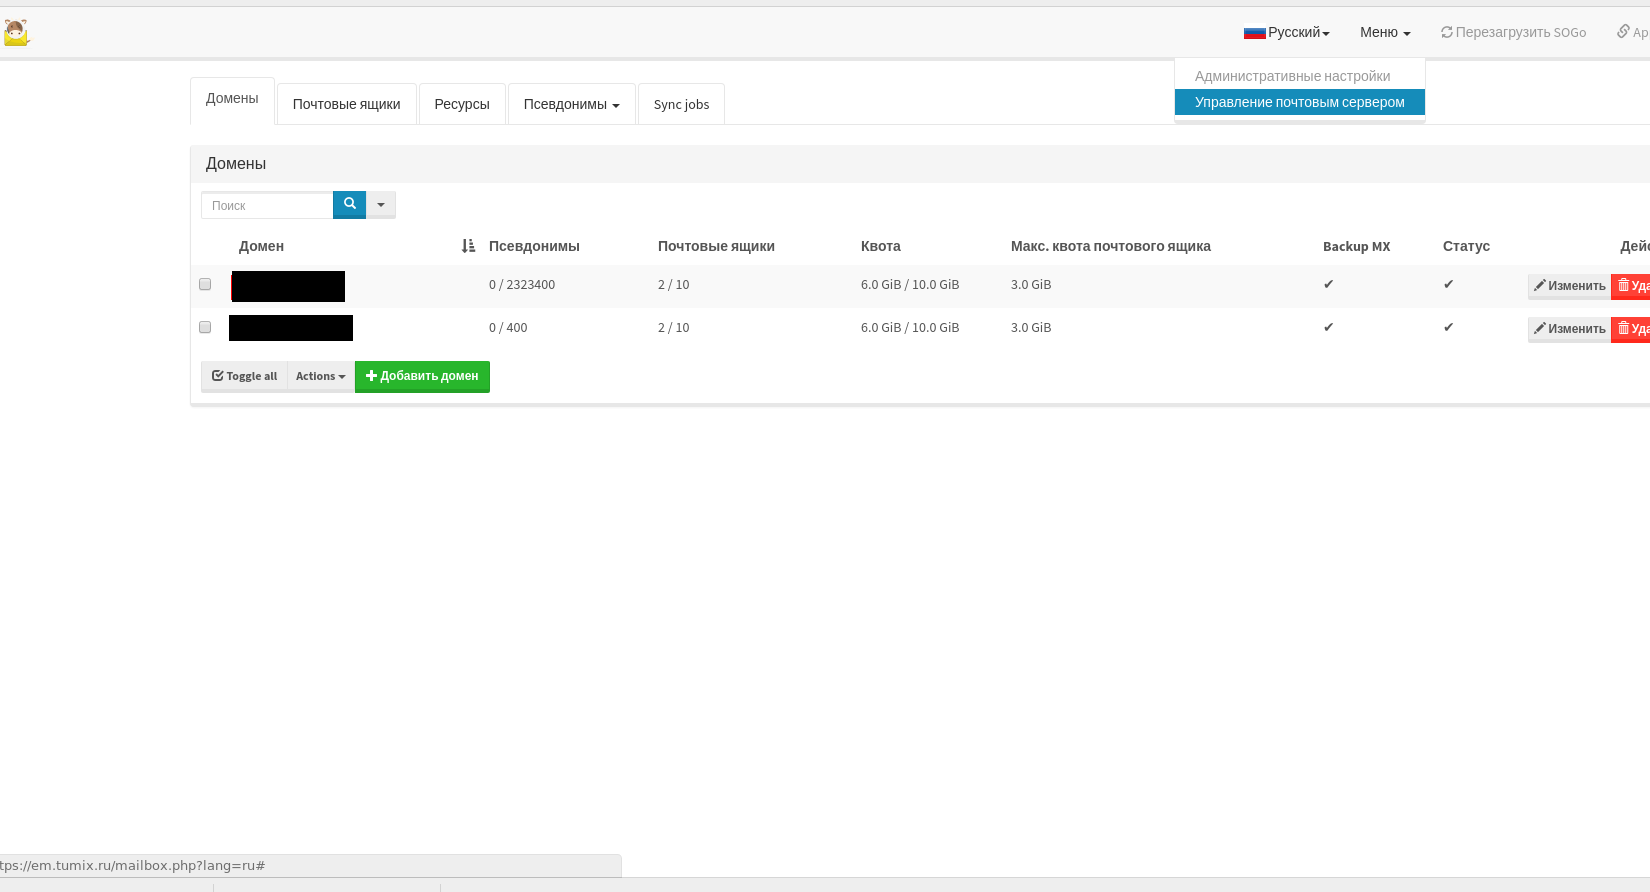 Русский Меню Перезагрузить SOGo
Административные настройки
Управление почтовым сервером
Домены Почтовые ящики Ресурсы Псевдонимы Sync jobs
Домены
Поиск
Домен Псевдонимы Почтовые ящики Квота Макс. квота почтового ящика Backup MX Статус
0 / 2323400 2 / 10 6.0 GiB / 10.0 GiB 3.0 GiB ✔ ✔ Изменить
0 / 400 2 / 10 6.0 GiB / 10.0 GiB 3.0 GiB ✔ ✔ Изменить
Toggle all Actions Добавить домен
tps://em.tumix.ru/mailbox.php?lang=ru#